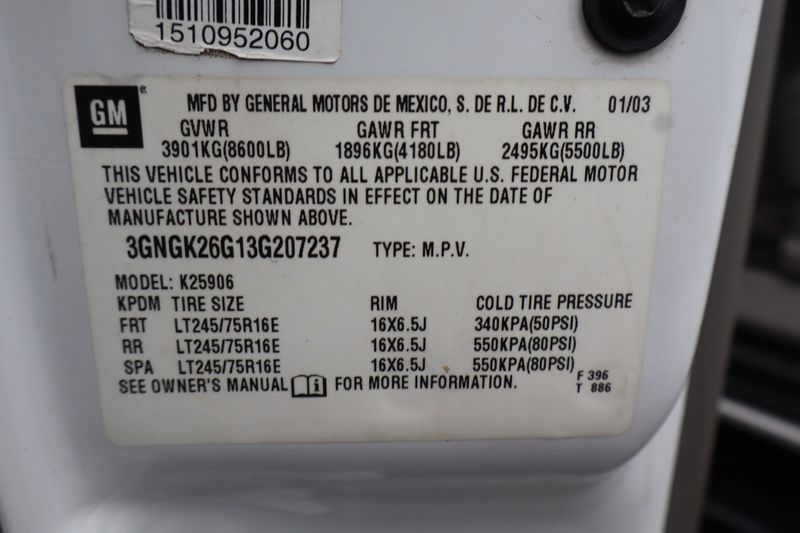 1510952060
GM ® MFD BY GENERAL MOTORS DE MEXICO, S. DE R.L. DE C.V. 01/03
GVWR GAWR FRT GAWR RR
3901KG(8600LB) 1896KG(4180LB) 2495KG(5500LB)
THIS VEHICLE CONFORMS TO ALL APPLICABLE U.S. FEDERAL MOTOR
VEHICLE SAFETY STANDARDS IN EFFECT ON THE DATE OF
MANUFACTURE SHOWN ABOVE.
3GNGK26G13G207237 TYPE: M.P.V.
MODEL: K25906
KPDM TIRE SIZE RIM COLD TIRE PRESSURE
FRT LT245/75R16E 16X6.5J 340KPA(50PSI)
RR LT245/75R16E 16X6.5J 550KPA(80PSI)
SPA LT245/75R16E 16X6.5J 550KPA(80PSI)
SEE OWNER'S MANUAL i FOR MORE INFORMATION. F 396
T 886